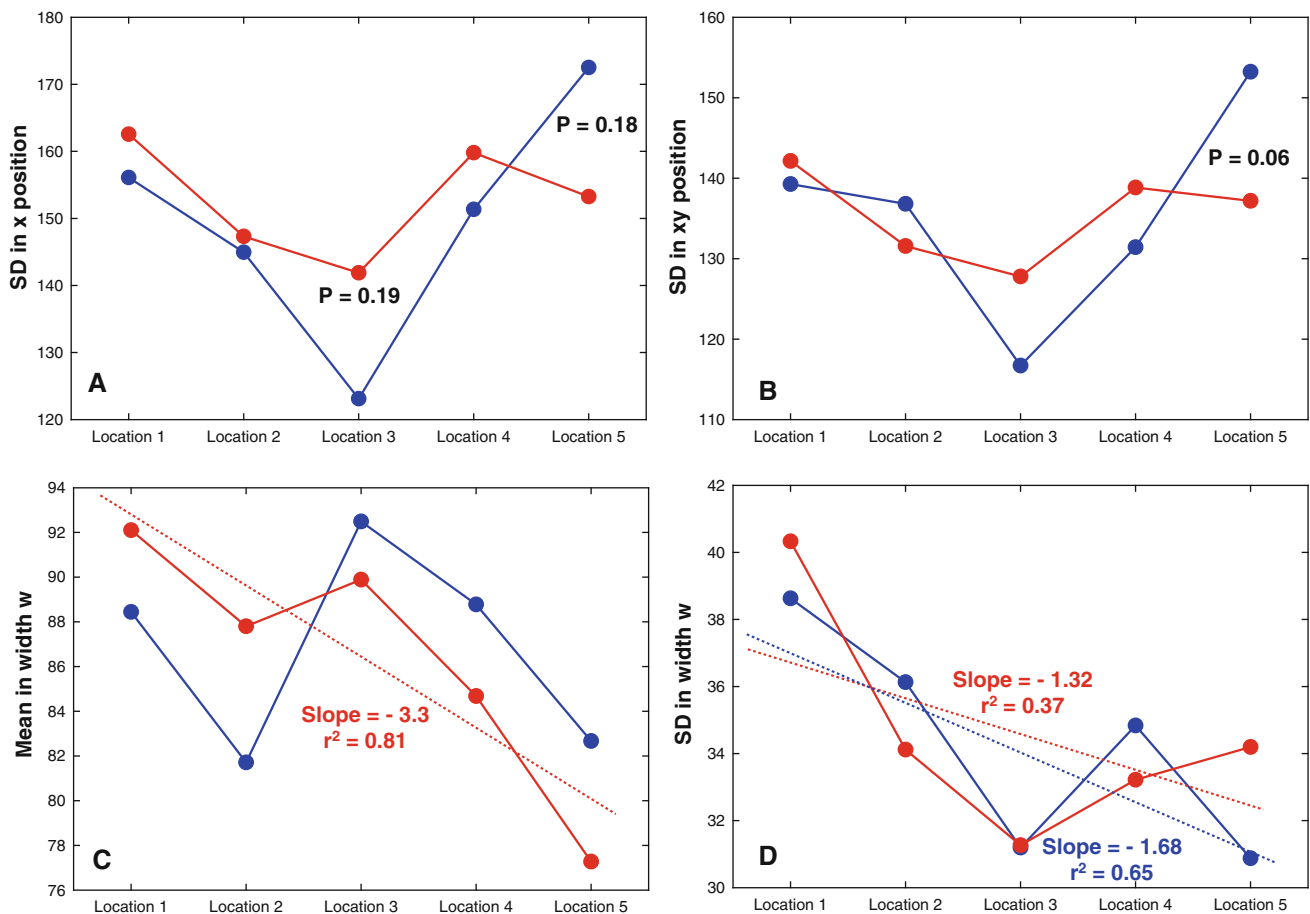 180
170
160
150
140
130
120
SD in x position
P = 0.18
P = 0.19
A
Location 1 Location 2 Location 3 Location 4 Location 5
160
150
140
130
120
110
SD in xy position
P = 0.06
B
Location 1 Location 2 Location 3 Location 4 Location 5
94
92
90
88
86
84
82
80
78
76
Mean in width w
Slope = - 3.3
r² = 0.81
C
Location 1 Location 2 Location 3 Location 4 Location 5
42
40
38
36
34
32
30
SD in width w
Slope = - 1.32
r² = 0.37
Slope = - 1.68
r² = 0.65
D
Location 1 Location 2 Location 3 Location 4 Location 5